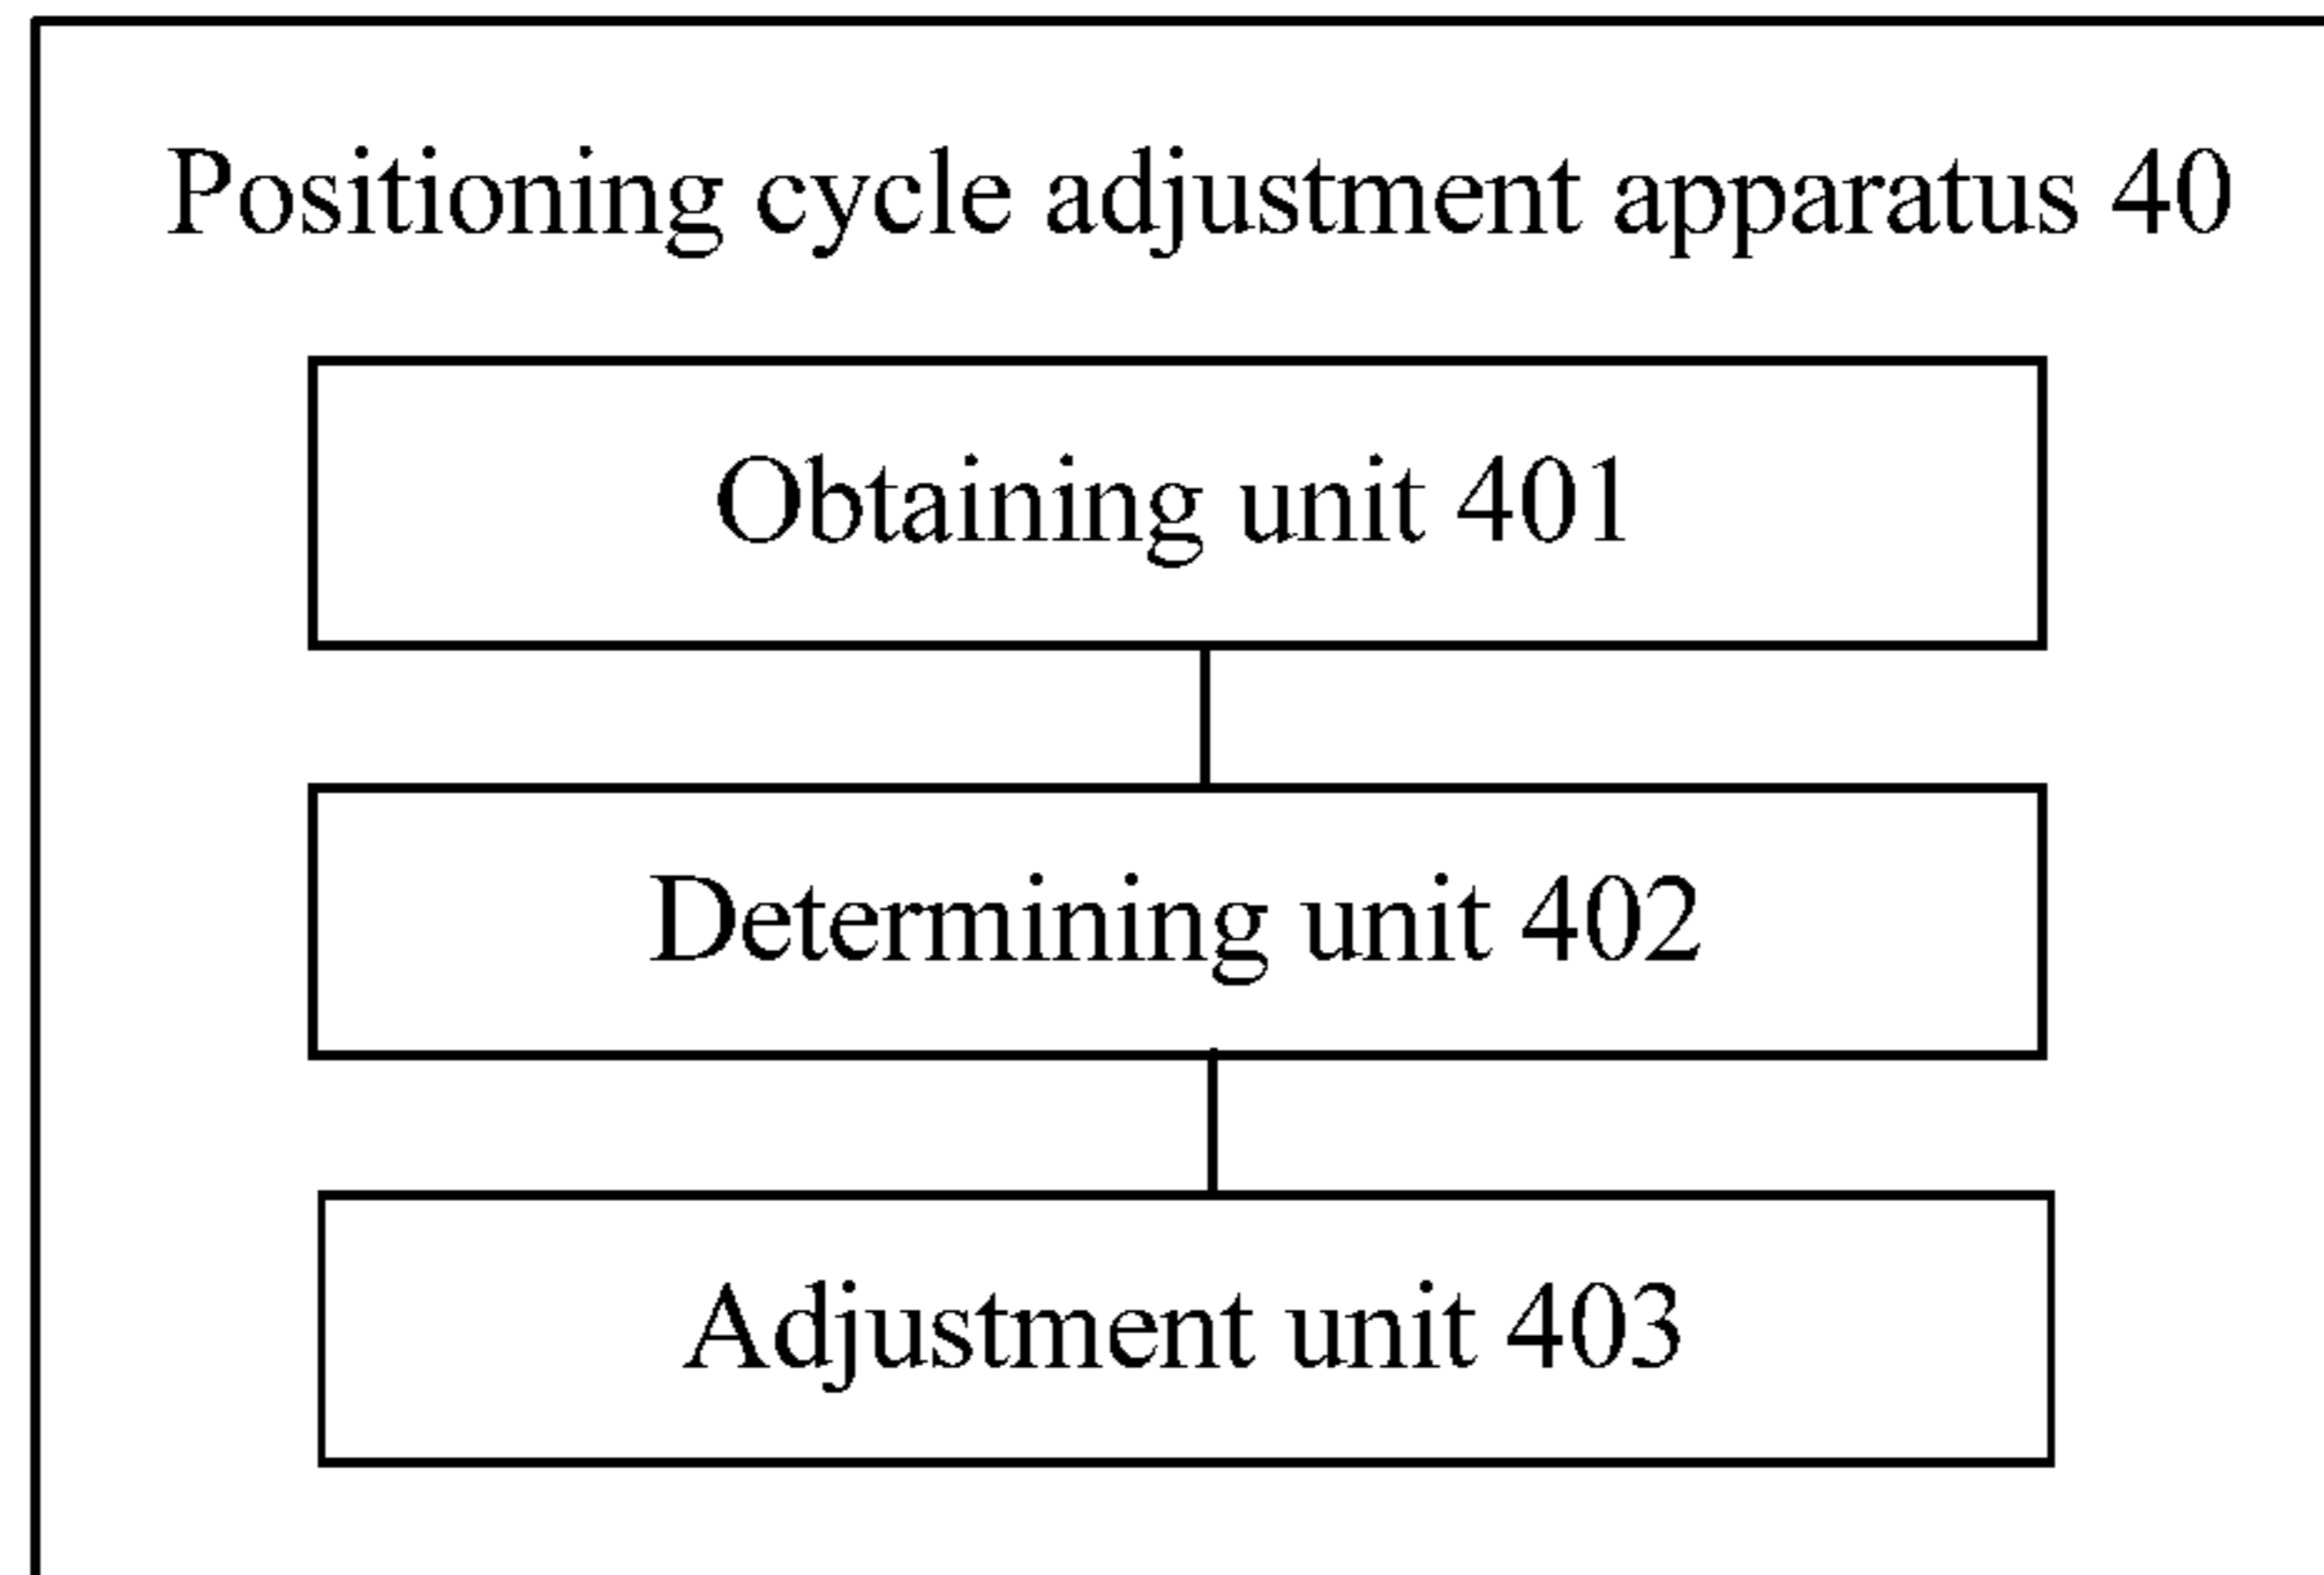 Positioning cycle adjustment apparatus 40
Obtaining unit 401
Determining unit 402
Adjustment unit 403